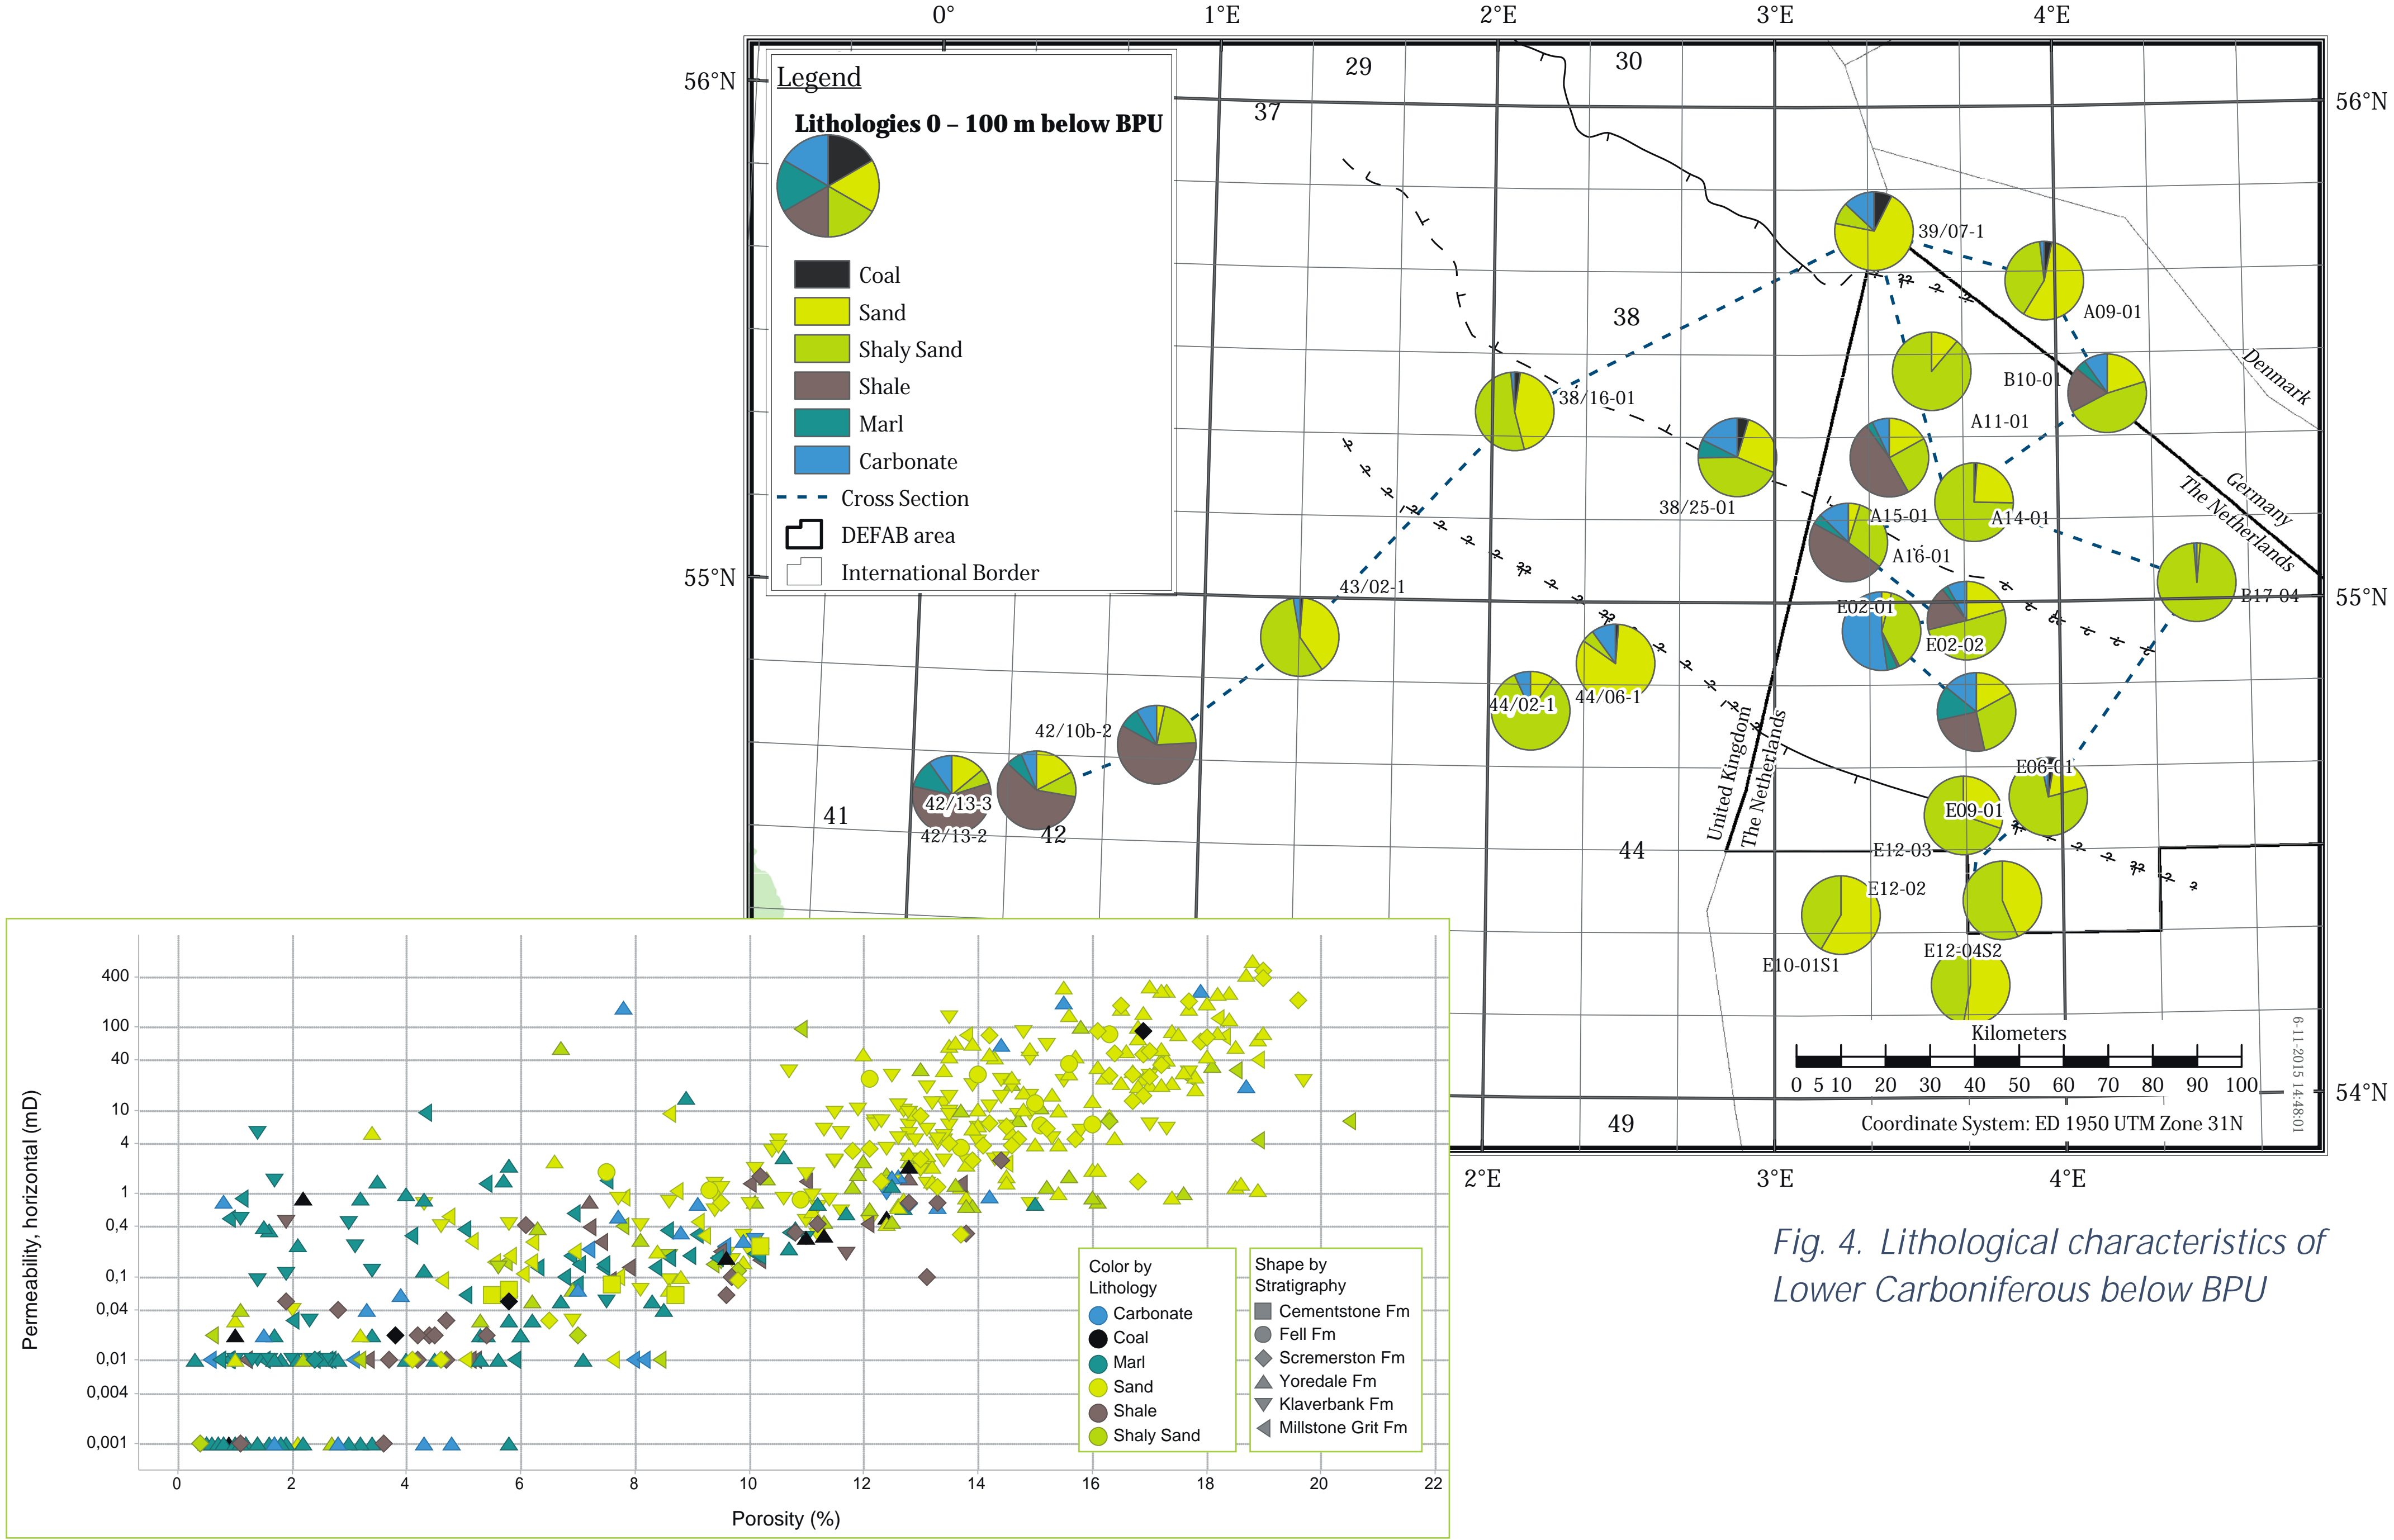 0°
1°E
2°E
3°E
4°E
56°N
56°N
55°N
55°N
54°N
2°E
3°E
4°E
Legend
Lithologies 0 – 100 m below BPU
Coal
Sand
Shaly Sand
Shale
Marl
Carbonate
Cross Section
DEFAB area
International Border
29
30
37
38
41
42
44
49
39/07-1
A09-01
B10-01
A11-01
38/16-01
38/25-01
A15-01
A14-01
A16-01
B17-04
43/02-1
E02-01
E02-02
44/02-1
44/06-1
42/10b-2
42/13-3
42/13-2
E06-01
E09-01
E12-03
E12-02
E10-01S1
E12-04S2
Denmark
Germany
The Netherlands
United Kingdom
The Netherlands
Kilometers
0 5 10 20 30 40 50 60 70 80 90 100
Coordinate System: ED 1950 UTM Zone 31N
6-11-2015 14:48:01
Fig. 4. Lithological characteristics of
Lower Carboniferous below BPU
Permeability, horizontal (mD)
400
100
40
10
4
1
0,4
0,1
0,04
0,01
0,004
0,001
0 2 4 6 8 10 12 14 16 18 20 22
Porosity (%)
Color by
Lithology
Carbonate
Coal
Marl
Sand
Shale
Shaly Sand
Shape by
Stratigraphy
Cementstone Fm
Fell Fm
Scremerston Fm
Yoredale Fm
Klaverbank Fm
Millstone Grit Fm